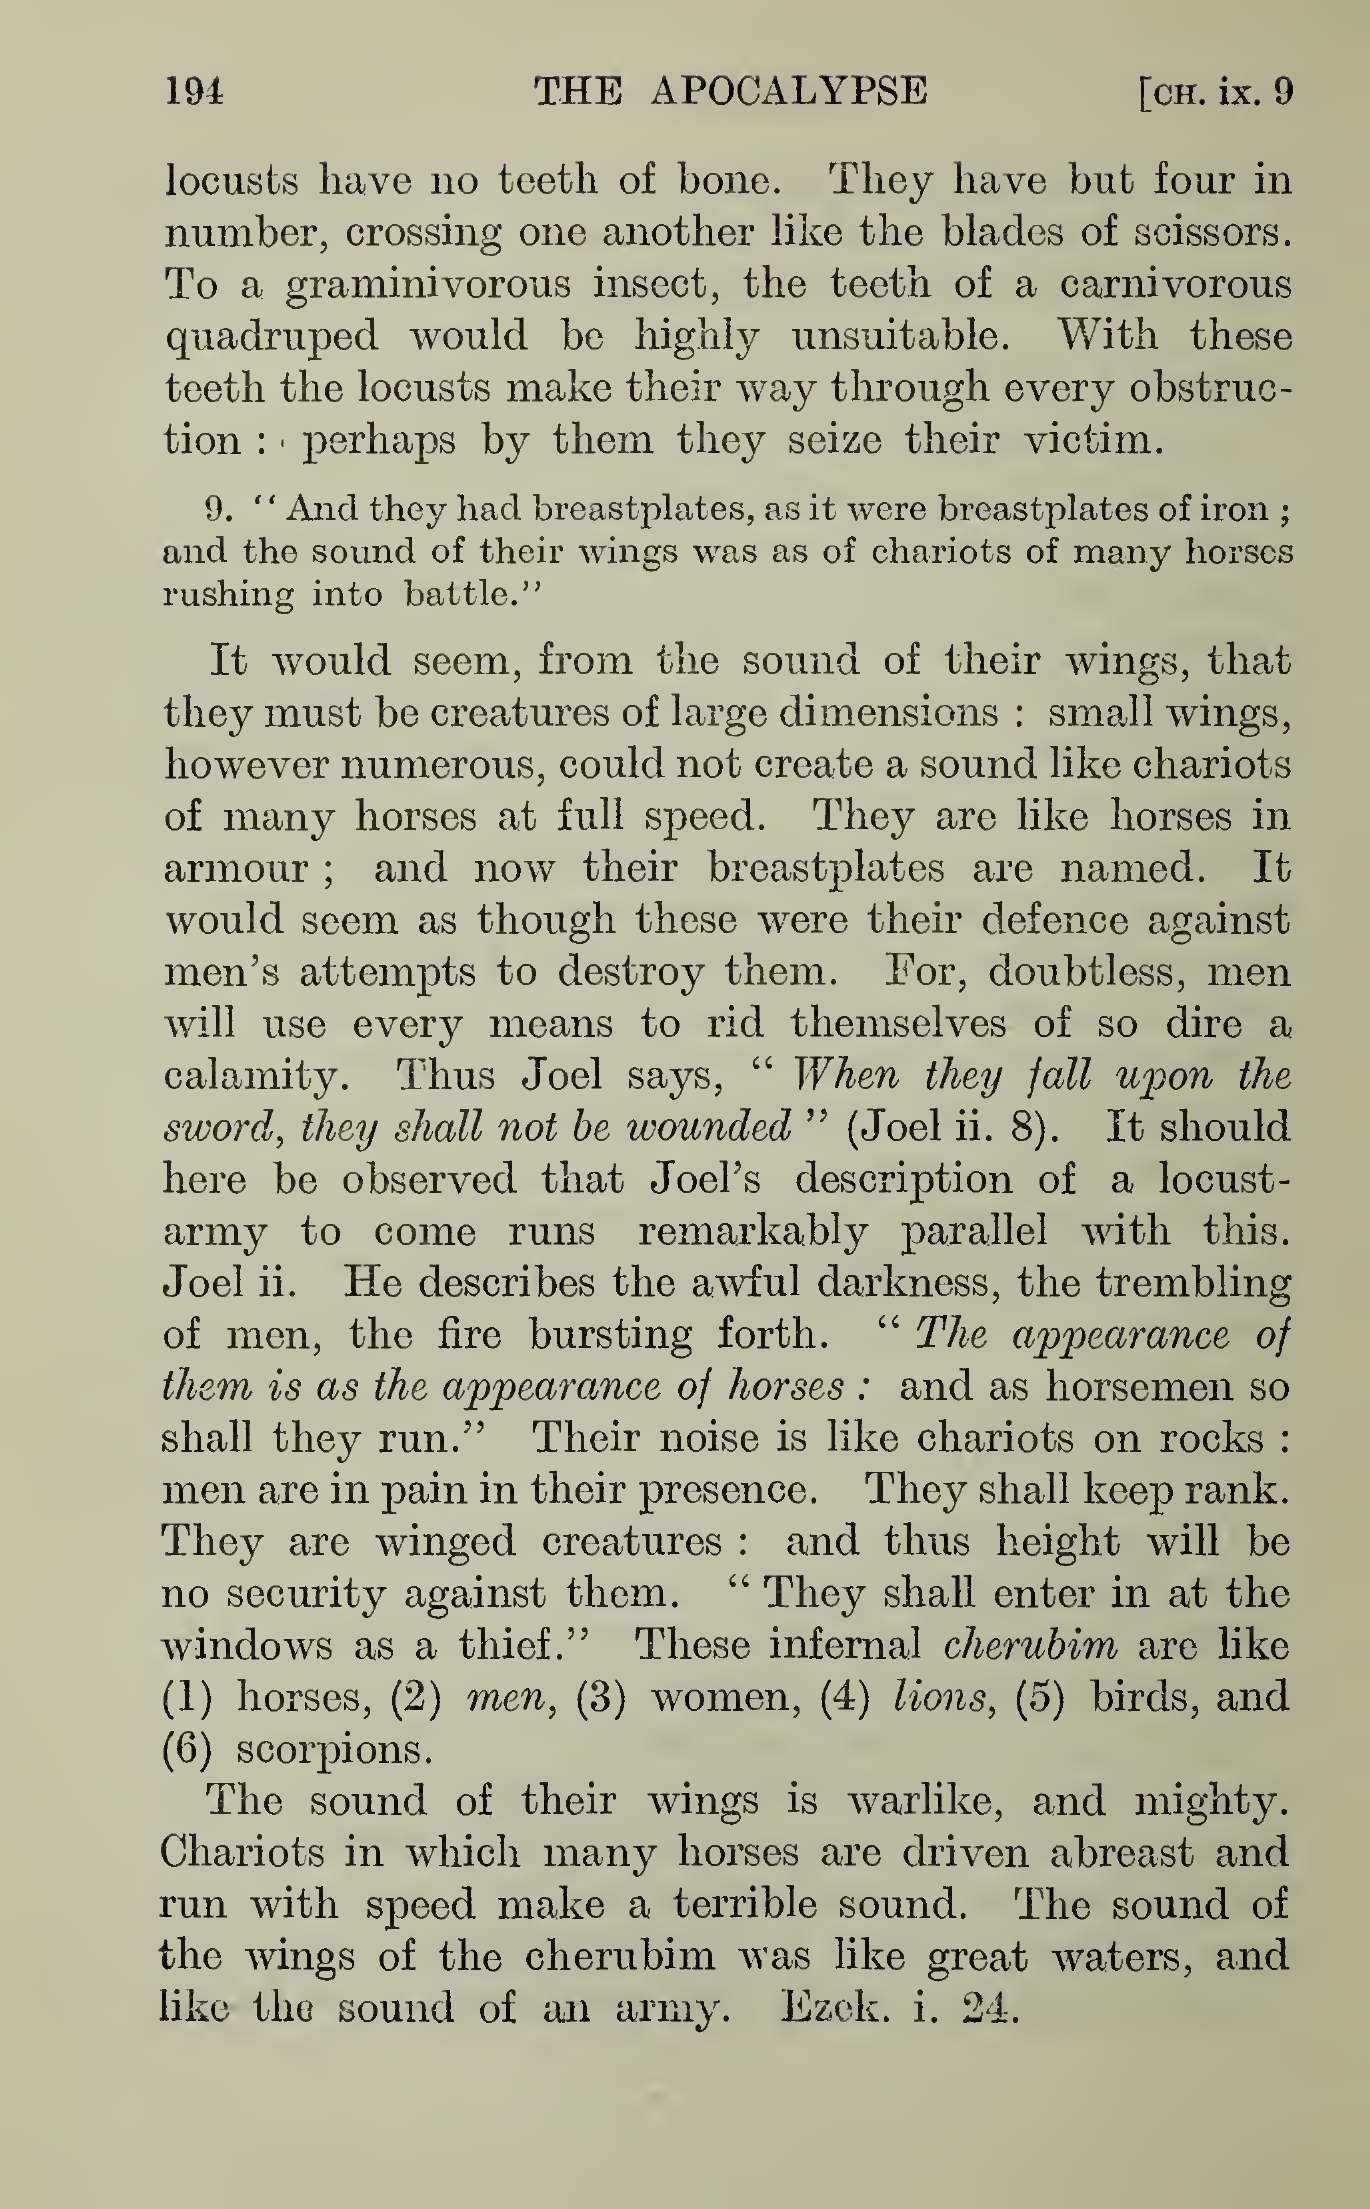 194 THE APOCALYPSE [CH. ix. 9
locusts have no teeth of bone. They have but four in
number, crossing one another like the blades of scissors.
To a graminivorous insect, the teeth of a carnivorous
quadruped would be highly unsuitable. With these
teeth the locusts make their way through every obstruc-
tion : perhaps by them they seize their victim.
9. “ And they had breastplates, as it were breastplates of iron ;
and the sound of their wings was as of chariots of many horses
rushing into battle.”
It would seem, from the sound of their wings, that
they must be creatures of large dimensions : small wings,
however numerous, could not create a sound like chariots
of many horses at full speed. They are like horses in
armour ; and now their breastplates are named. It
would seem as though these were their defence against
men’s attempts to destroy them. For, doubtless, men
will use every means to rid themselves of so dire a
calamity. Thus Joel says, “ When they fall upon the
sword, they shall not be wounded ” (Joel ii. 8). It should
here be observed that Joel’s description of a locust-
army to come runs remarkably parallel with this.
Joel ii. He describes the awful darkness, the trembling
of men, the fire bursting forth. “ The appearance of
them is as the appearance of horses : and as horsemen so
shall they run.” Their noise is like chariots on rocks :
men are in pain in their presence. They shall keep rank.
They are winged creatures : and thus height will be
no security against them. “ They shall enter in at the
windows as a thief.” These infernal cherubim are like
(1) horses, (2) men, (3) women, (4) lions, (5) birds, and
(6) scorpions.
The sound of their wings is warlike, and mighty.
Chariots in which many horses are driven abreast and
run with speed make a terrible sound. The sound of
the wings of the cherubim was like great waters, and
like the sound of an army. Ezek. i. 24.